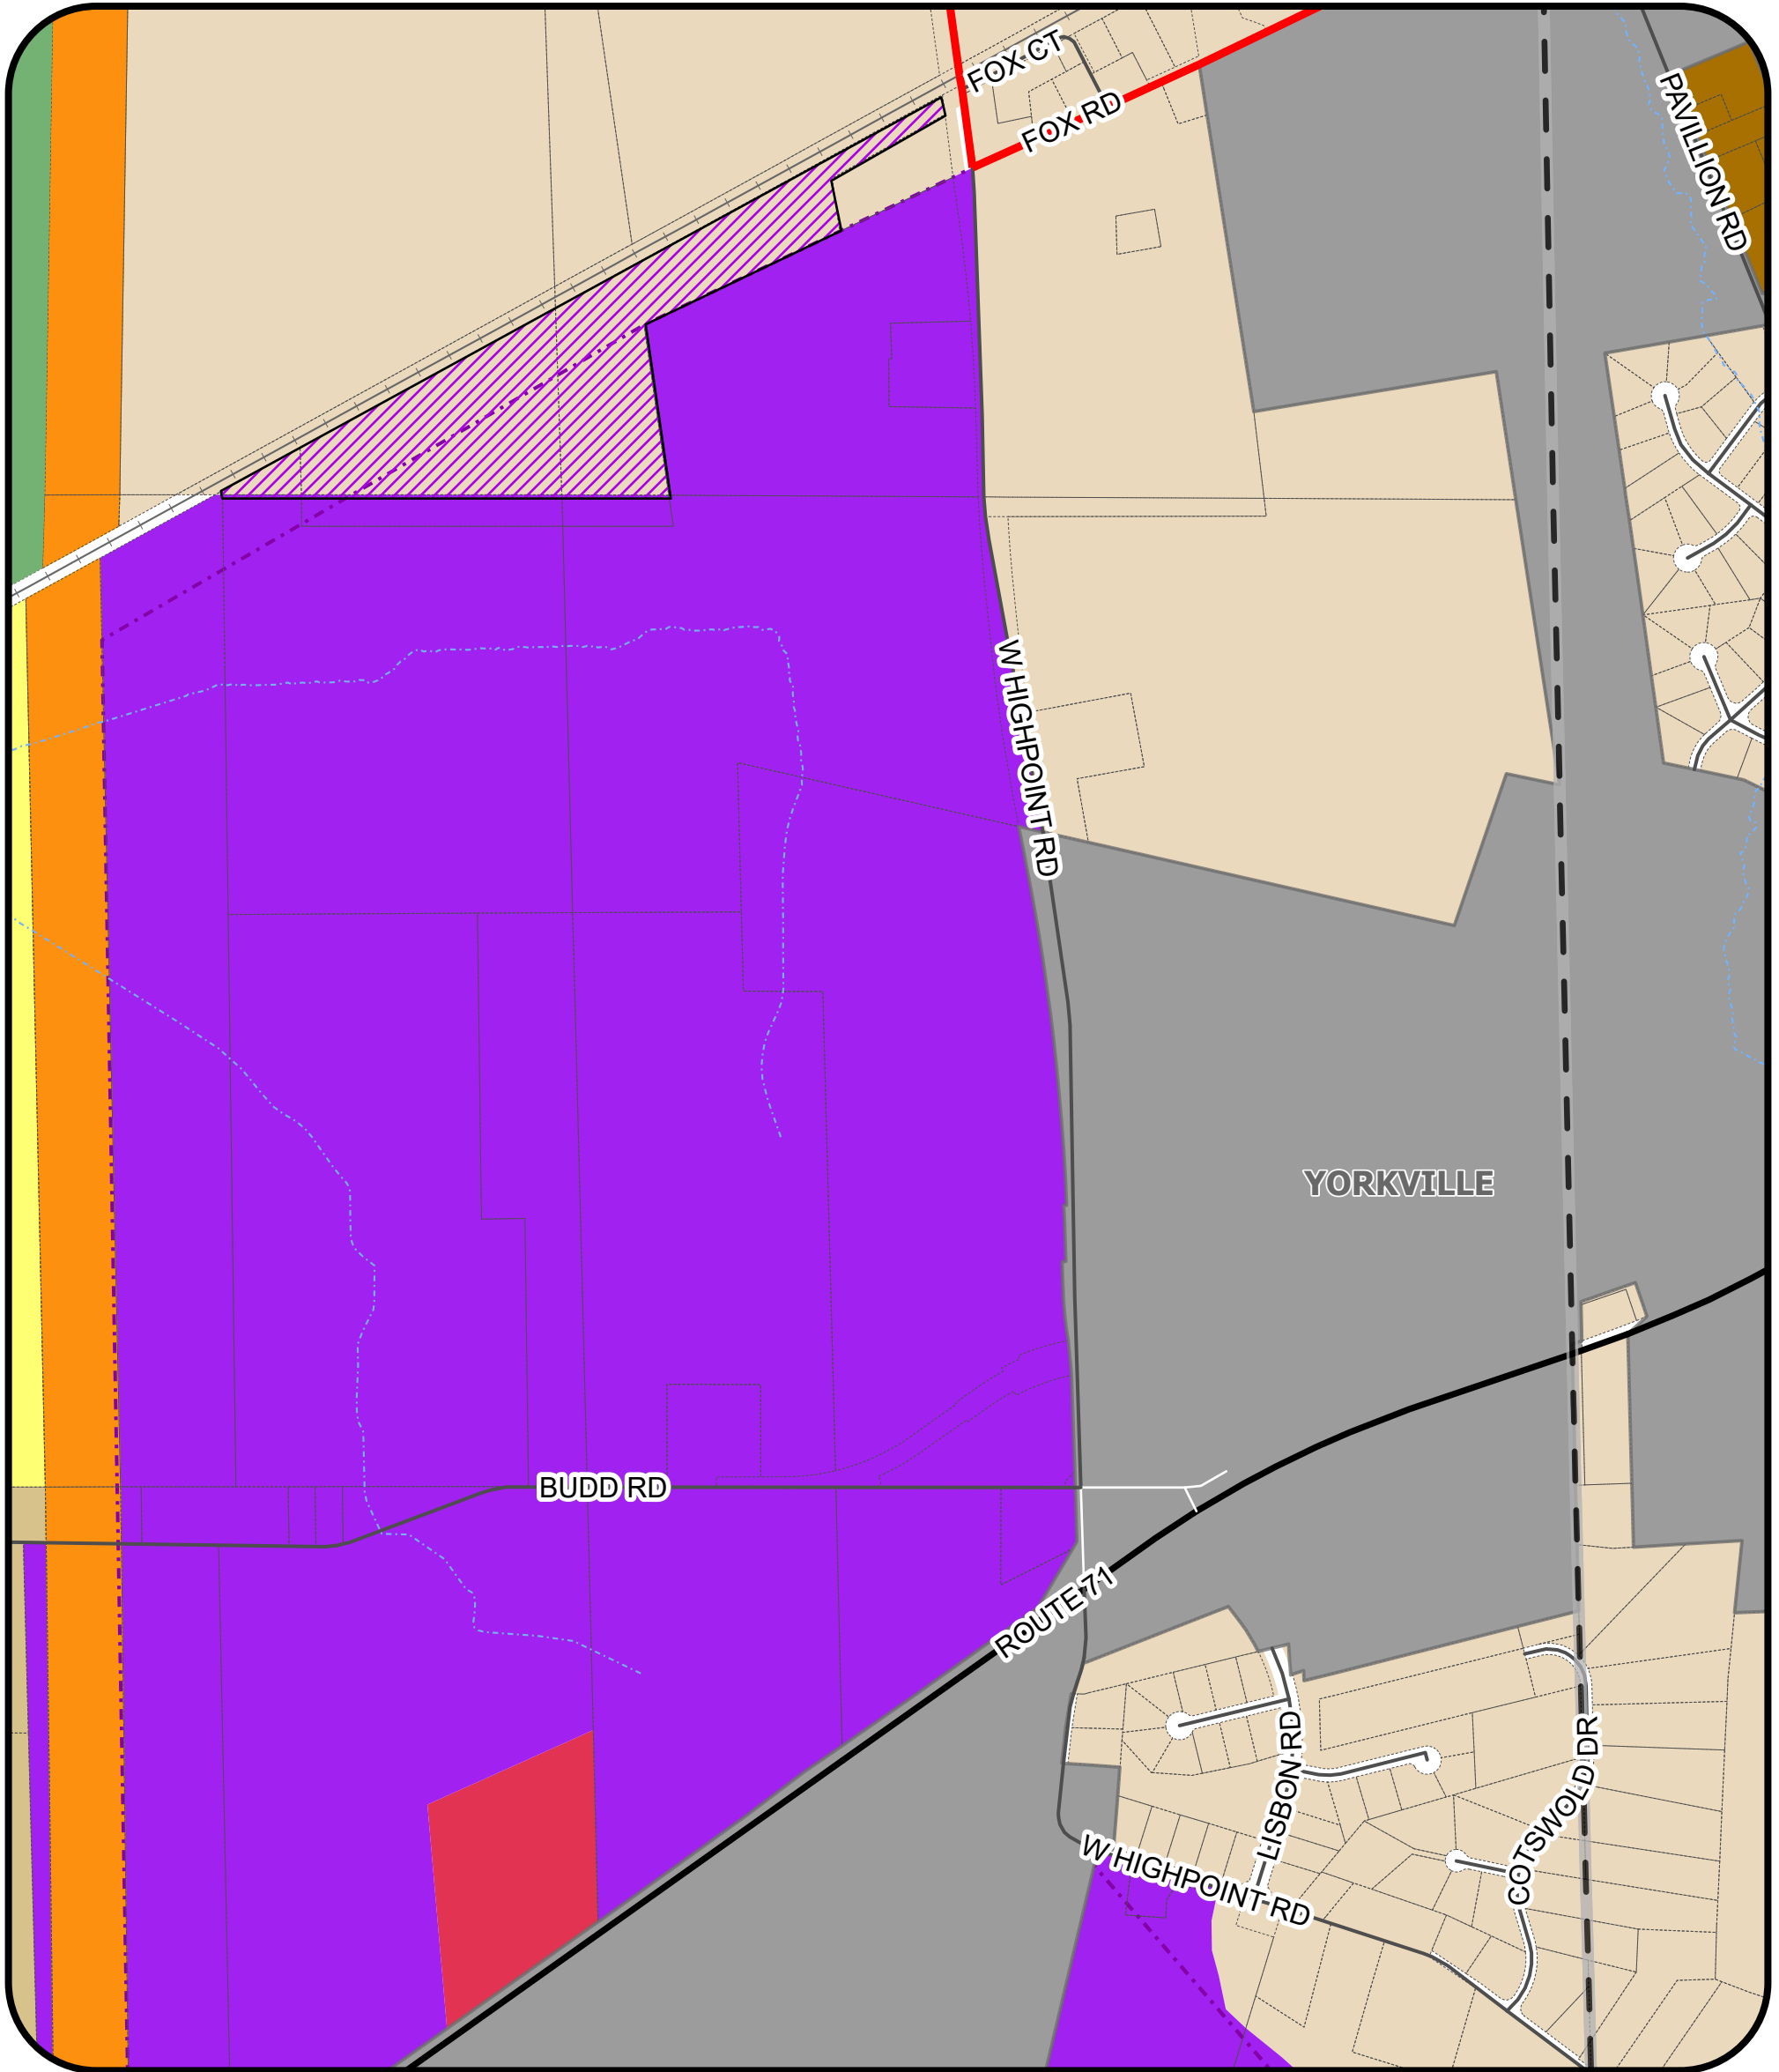 FOX CT
FOX RD
PAVILLION RD
W HIGHPOINT RD
YORKVILLE
BUDD RD
ROUTE 71
LISBON RD
COTSWOLD DR
W HIGHPOINT RD